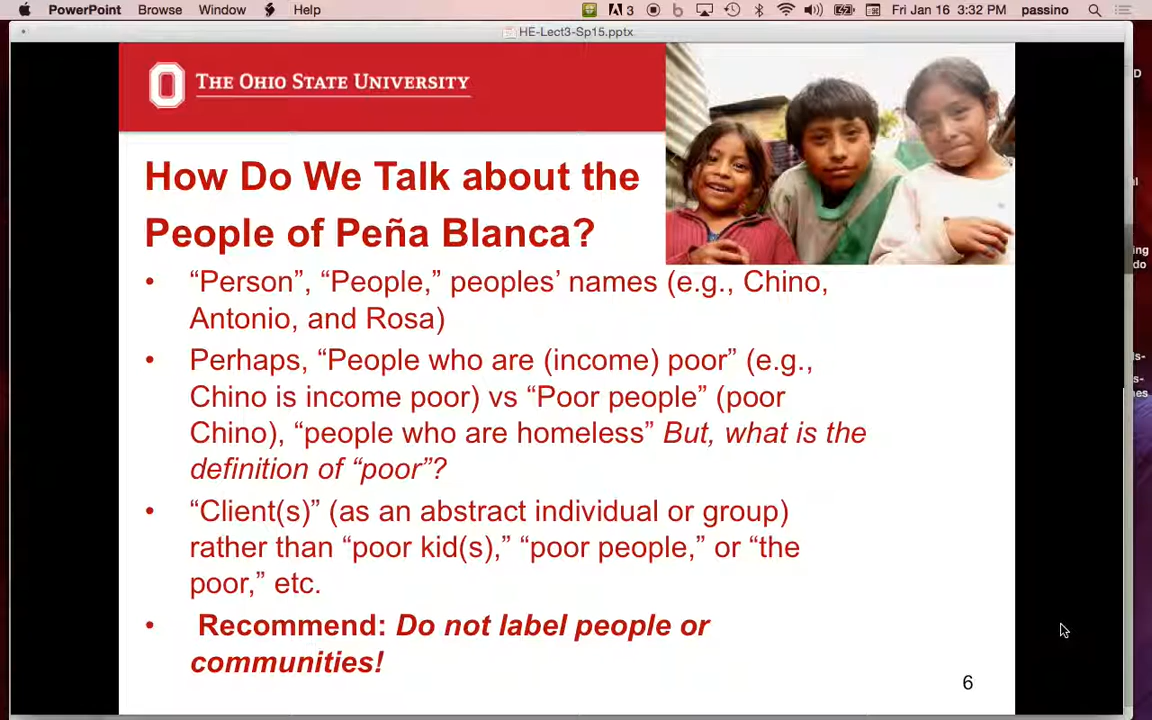 PowerPoint Browse Window Help 3 Fri Jan 16 3:32 PM passino
HE-Lect3-Sp15.pptx
THE OHIO STATE UNIVERSITY
How Do We Talk about the
People of Peña Blanca?
• “Person”, “People,” peoples’ names (e.g., Chino,
Antonio, and Rosa)
• Perhaps, “People who are (income) poor” (e.g.,
Chino is income poor) vs “Poor people” (poor
Chino), “people who are homeless” But, what is the
definition of “poor”?
• “Client(s)” (as an abstract individual or group)
rather than “poor kid(s),” “poor people,” or “the
poor,” etc.
• Recommend: Do not label people or
communities!
6